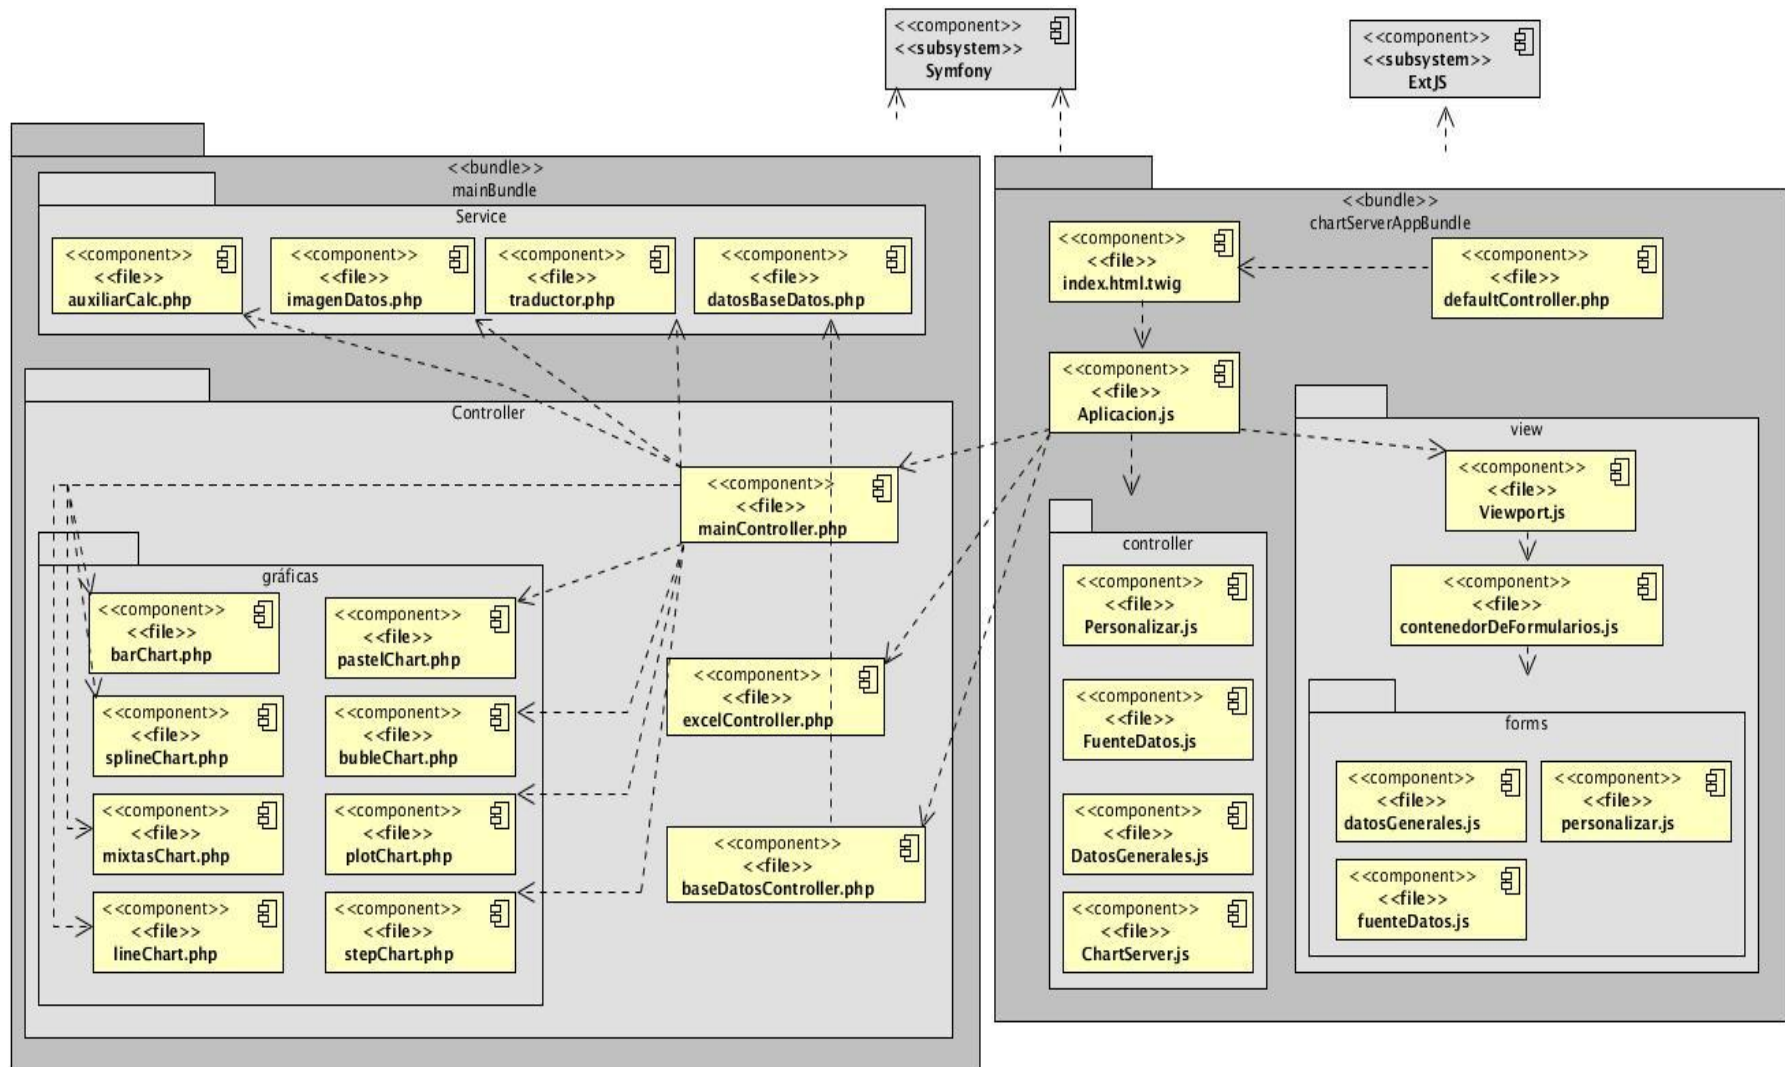 <<component>>
<<subsystem>>
Symfony
<<component>>
<<subsystem>>
ExtJS
<<bundle>>
mainBundle
Service
<<component>>
<<file>>
auxiliarCalc.php
<<component>>
<<file>>
imagenDatos.php
<<component>>
<<file>>
traductor.php
<<component>>
<<file>>
datosBaseDatos.php
Controller
<<component>>
<<file>>
mainController.php
gráficas
<<component>>
<<file>>
barChart.php
<<component>>
<<file>>
pastelChart.php
<<component>>
<<file>>
splineChart.php
<<component>>
<<file>>
bubleChart.php
<<component>>
<<file>>
mixtasChart.php
<<component>>
<<file>>
plotChart.php
<<component>>
<<file>>
lineChart.php
<<component>>
<<file>>
stepChart.php
<<component>>
<<file>>
excelController.php
<<component>>
<<file>>
baseDatosController.php
<<bundle>>
chartServerAppBundle
<<component>>
<<file>>
index.html.twig
<<component>>
<<file>>
defaultController.php
<<component>>
<<file>>
Aplicacion.js
controller
<<component>>
<<file>>
Personalizar.js
<<component>>
<<file>>
FuenteDatos.js
<<component>>
<<file>>
DatosGenerales.js
<<component>>
<<file>>
ChartServer.js
view
<<component>>
<<file>>
Viewport.js
<<component>>
<<file>>
contenedorDeFormularios.js
forms
<<component>>
<<file>>
datosGenerales.js
<<component>>
<<file>>
personalizar.js
<<component>>
<<file>>
fuenteDatos.js